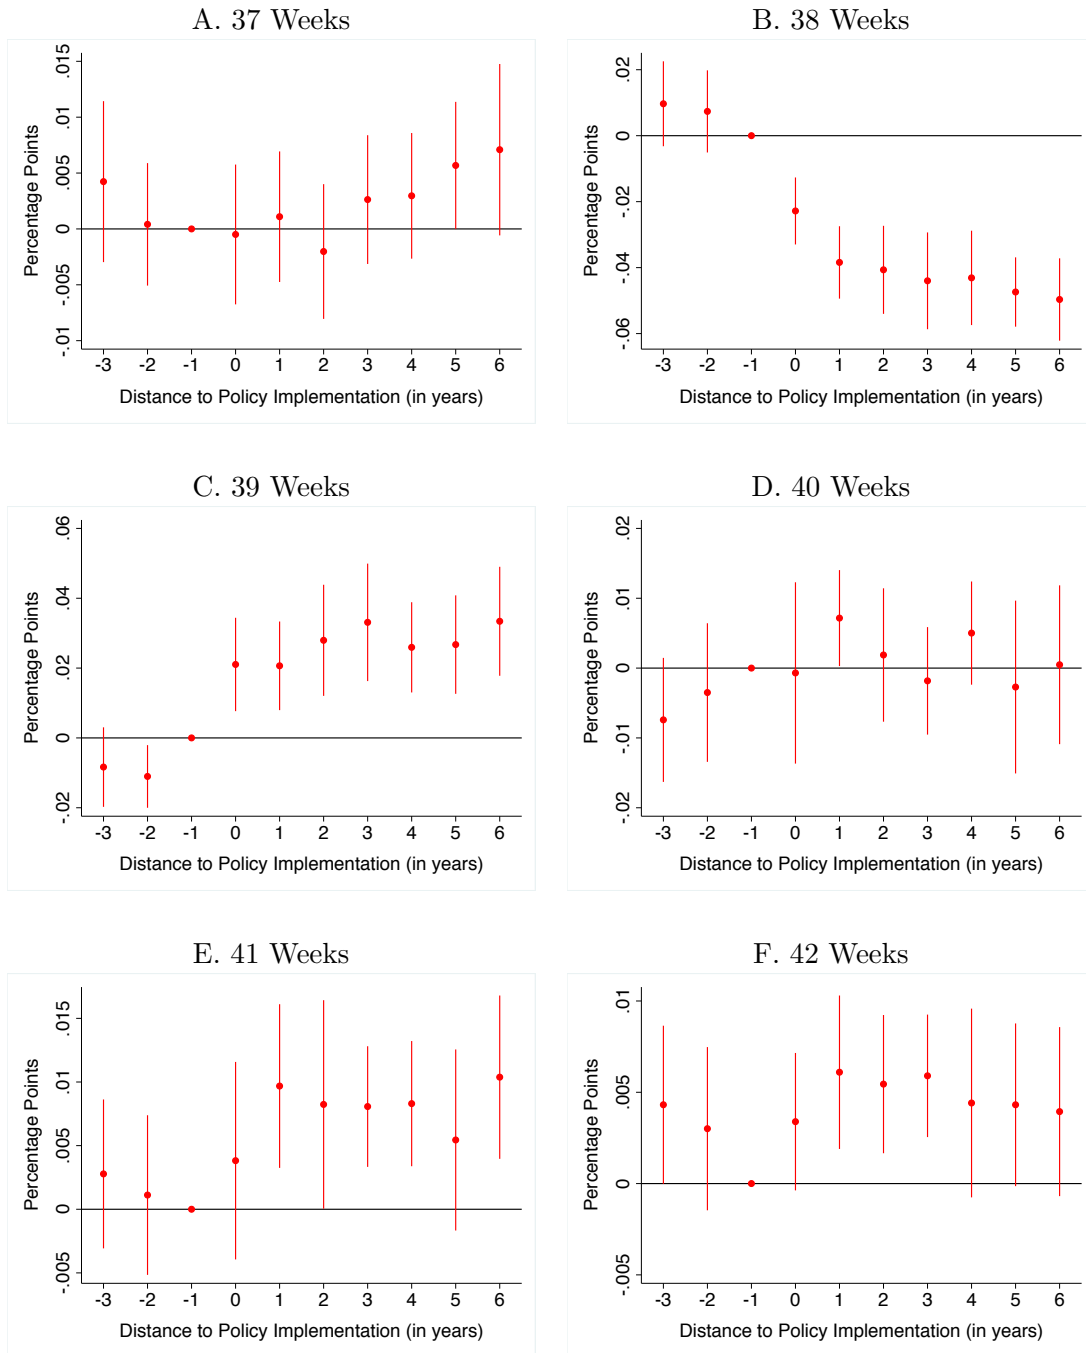 A. 37 Weeks
Percentage Points
.015
.01
.005
0
-.005
-.01
-3 -2 -1 0 1 2 3 4 5 6
Distance to Policy Implementation (in years)
B. 38 Weeks
Percentage Points
.02
0
-.02
-.04
-.06
-3 -2 -1 0 1 2 3 4 5 6
Distance to Policy Implementation (in years)
C. 39 Weeks
Percentage Points
.06
.04
.02
0
-.02
-3 -2 -1 0 1 2 3 4 5 6
Distance to Policy Implementation (in years)
D. 40 Weeks
Percentage Points
.02
.01
0
-.01
-.02
-3 -2 -1 0 1 2 3 4 5 6
Distance to Policy Implementation (in years)
E. 41 Weeks
Percentage Points
.015
.01
.005
0
-.005
-3 -2 -1 0 1 2 3 4 5 6
Distance to Policy Implementation (in years)
F. 42 Weeks
Percentage Points
.01
.005
0
-.005
-3 -2 -1 0 1 2 3 4 5 6
Distance to Policy Implementation (in years)